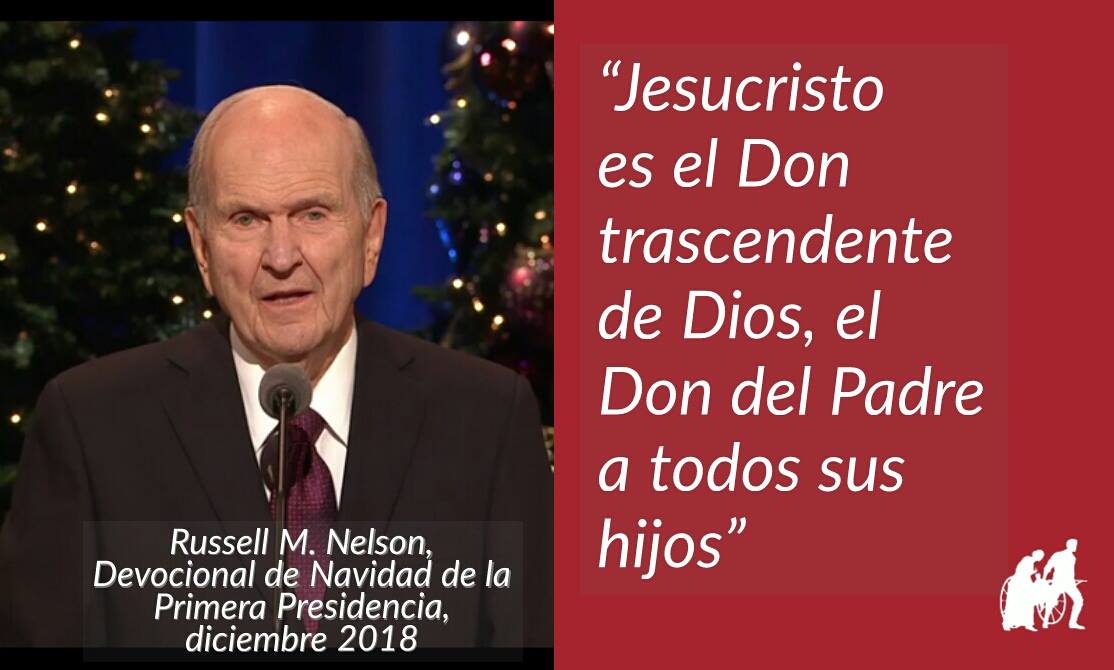 Russell M. Nelson,
Devocional de Navidad de la
Primera Presidencia,
diciembre 2018
“Jesucristo
es el Don
trascendente
de Dios, el
Don del Padre
a todos sus
hijos”